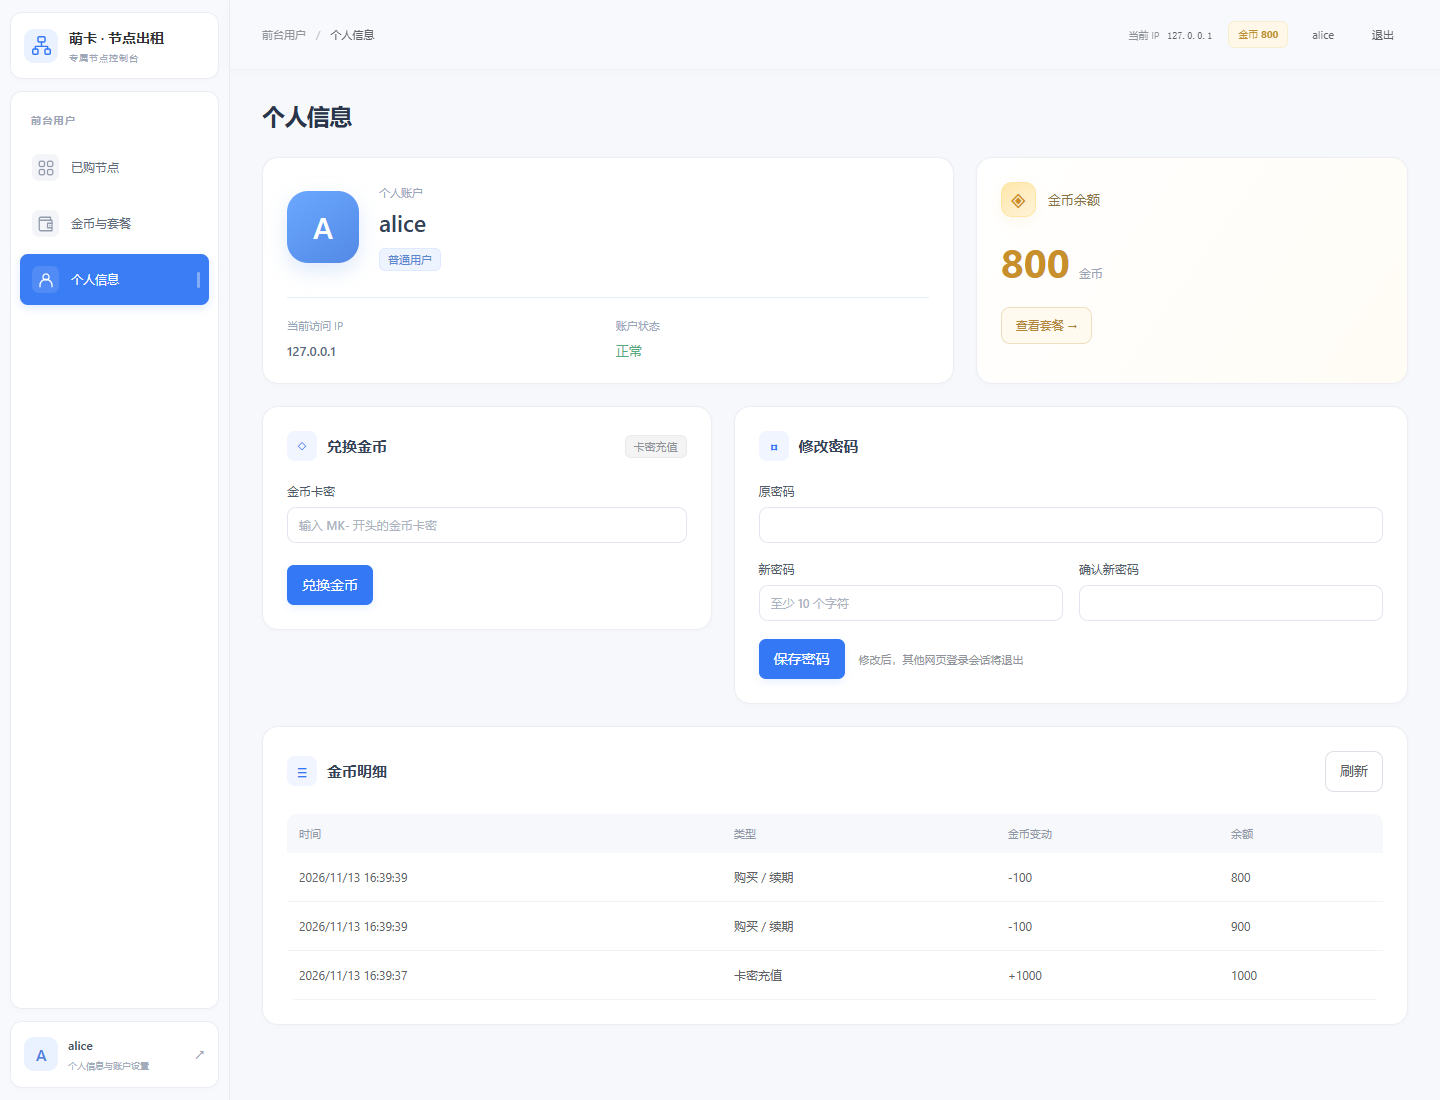 萌卡 · 节点出租
专属节点控制台
前台用户
已购节点
金币与套餐
个人信息
A
alice
个人信息与账户设置
前台用户 / 个人信息
当前 IP 127.0.0.1
金币 800
alice
退出
个人信息
A
个人账户
alice
普通用户
当前访问 IP
127.0.0.1
账户状态
正常
金币余额
800 金币
查看套餐 →
兑换金币
卡密充值
金币卡密
输入 MK- 开头的金币卡密
兑换金币
修改密码
原密码
新密码
至少 10 个字符
确认新密码
保存密码
修改后，其他网页登录会话将退出
金币明细
刷新
时间 类型 金币变动 余额
2026/11/13 16:39:39 购买 / 续期 -100 800
2026/11/13 16:39:39 购买 / 续期 -100 900
2026/11/13 16:39:37 卡密充值 +1000 1000